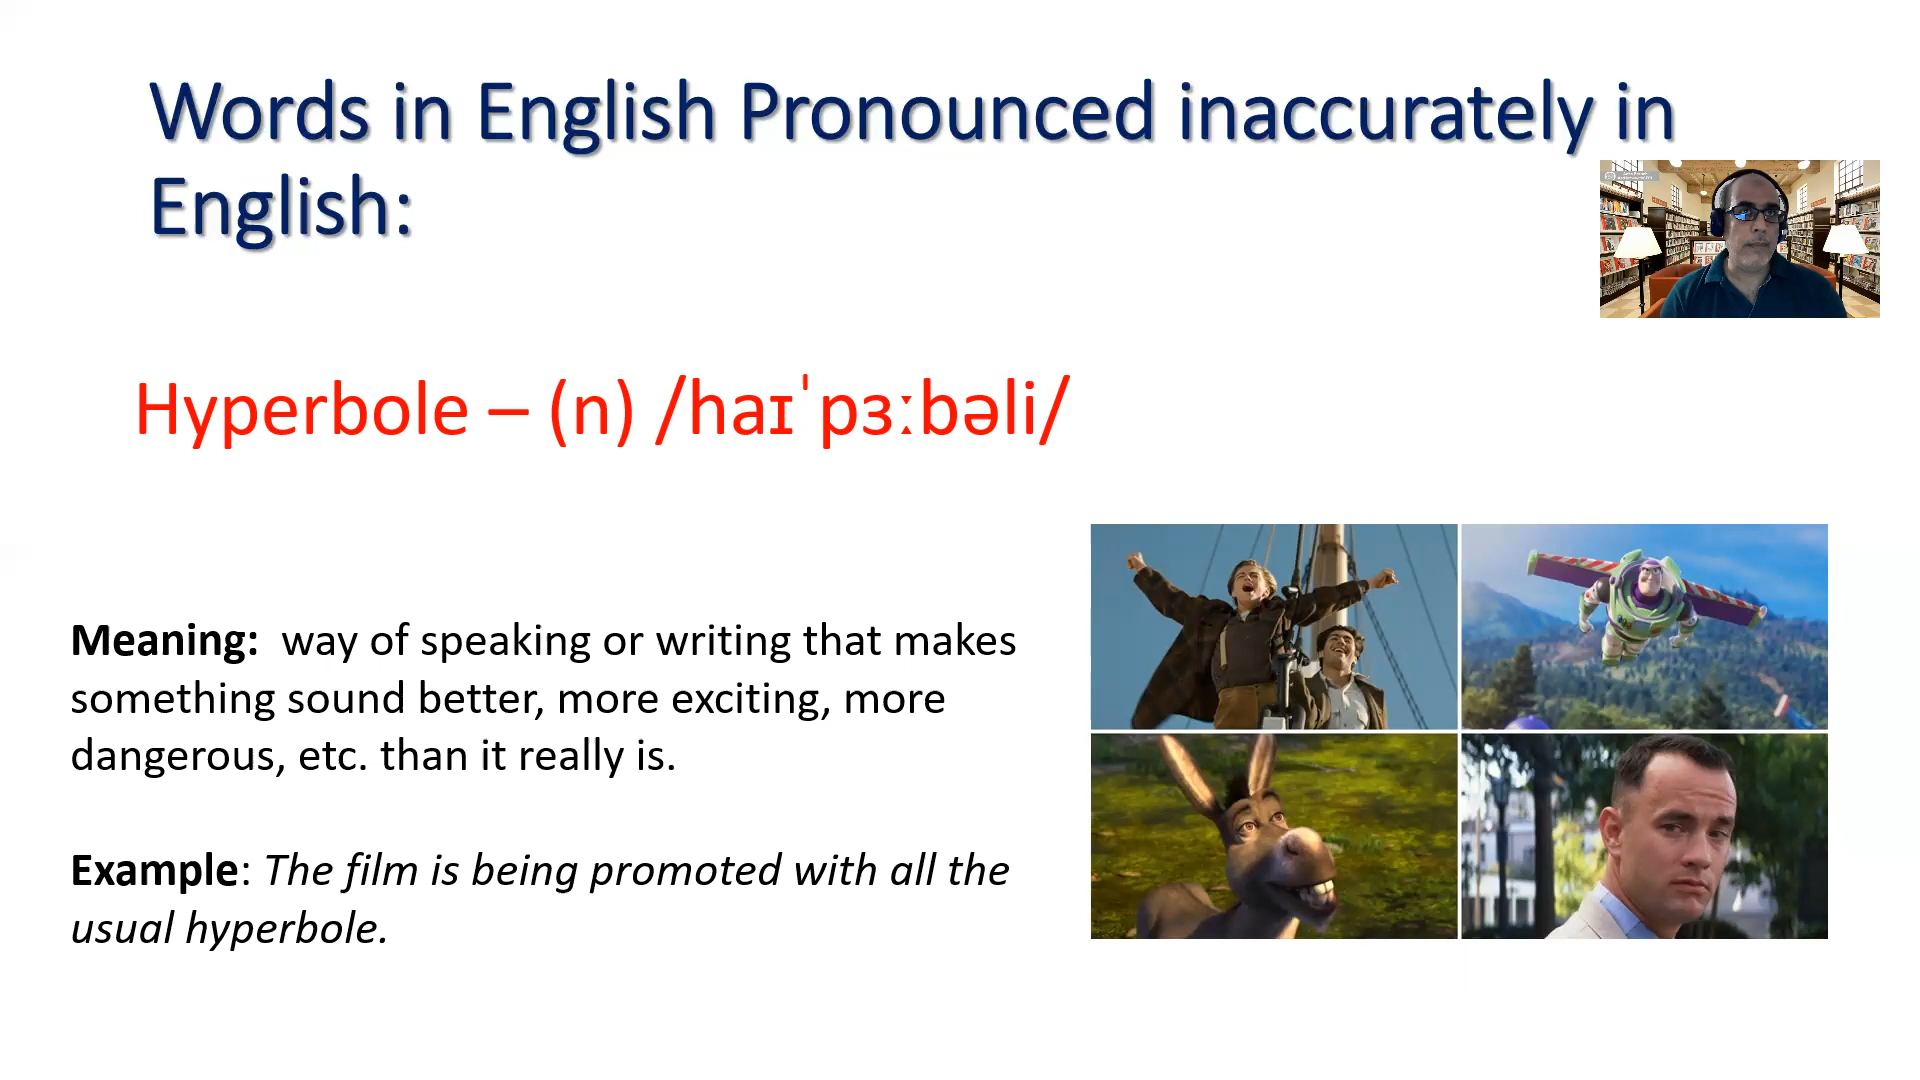 Words in English Pronounced inaccurately in
English:
Hyperbole – (n) /haɪˈpɜːbəli/
Meaning:  way of speaking or writing that makes
something sound better, more exciting, more
dangerous, etc. than it really is.
Example: The film is being promoted with all the
usual hyperbole.